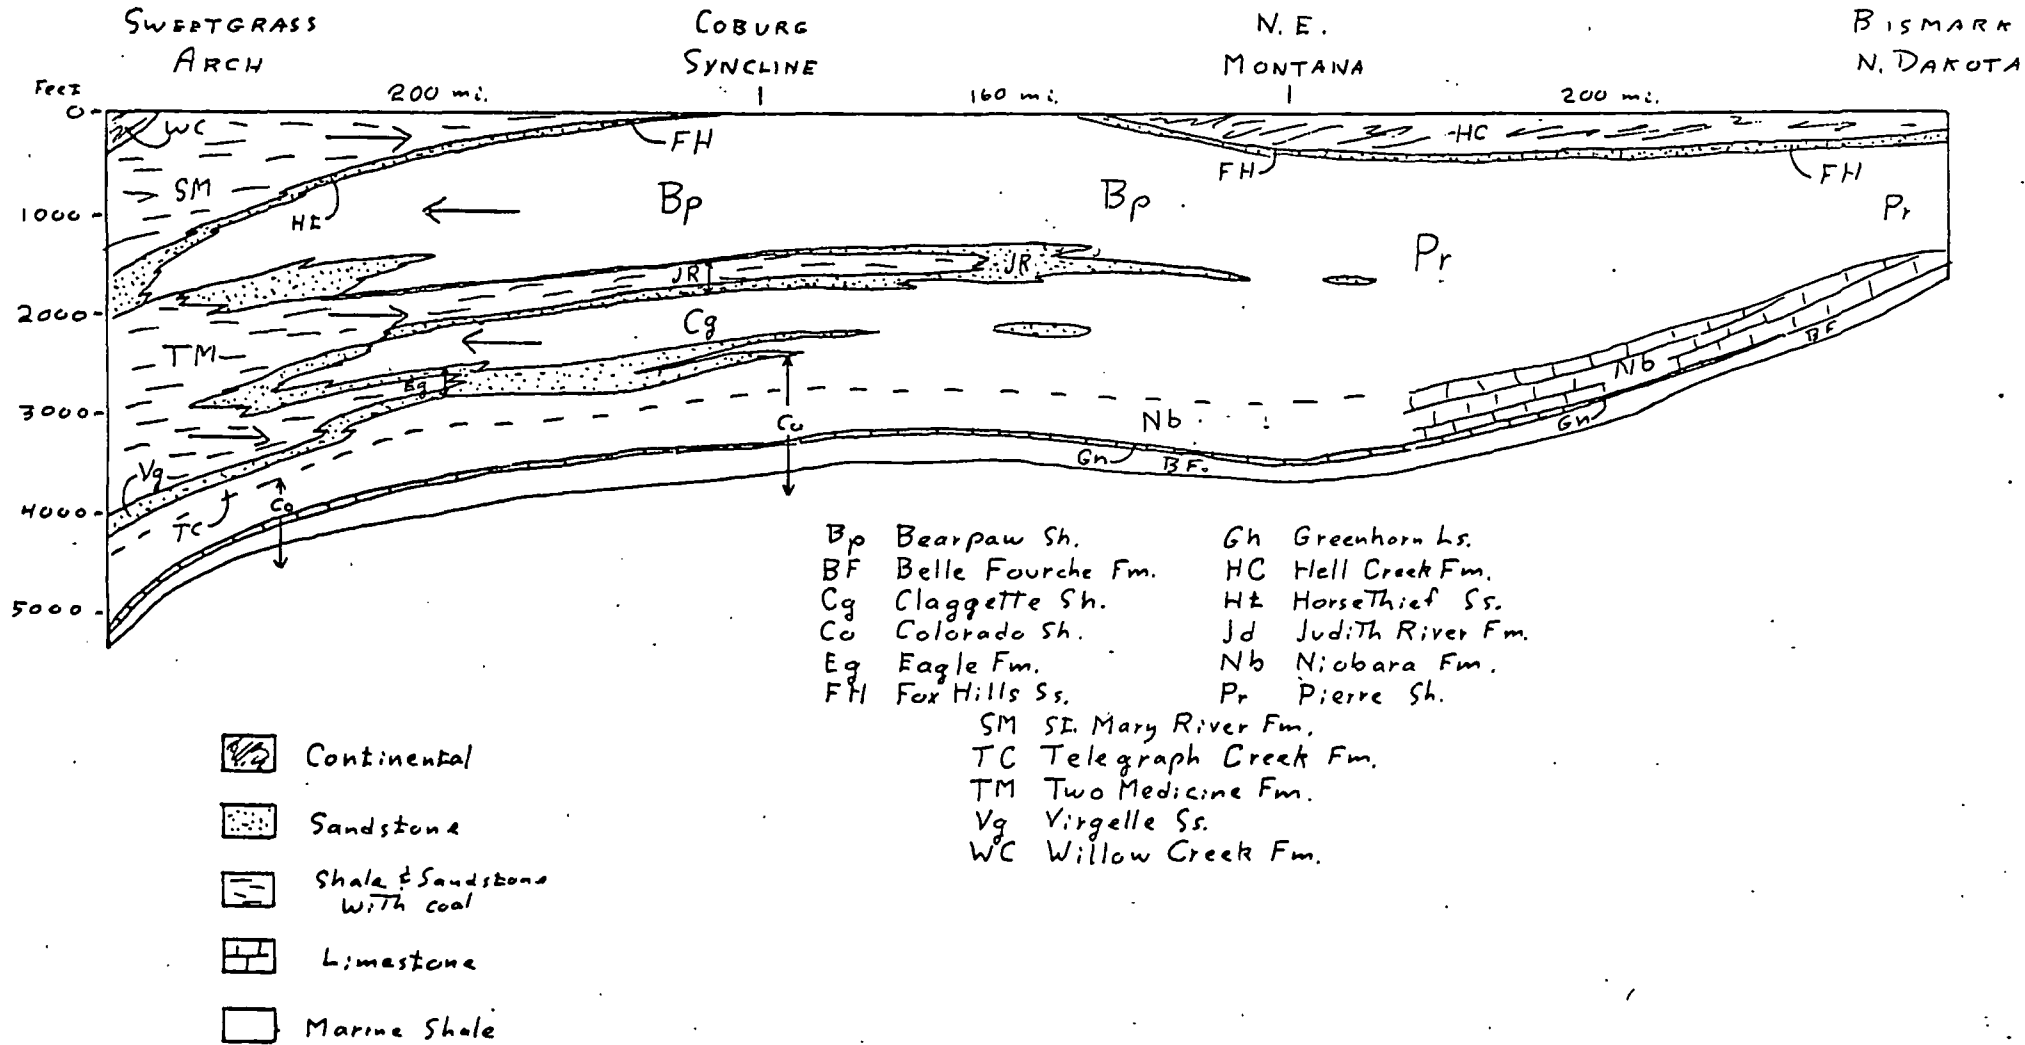 SWEETGRASS ARCH
COBURG SYNCLINE
N.E. MONTANA
BISMARK N. DAKOTA
Feet
200 mi.
160 mi.
200 mi.
0
1000
2000
3000
4000
5000
WC
SM
Ht
FH
Bp
Bp
FH
HC
FH
Pr
Pr
JR
JR
Cg
TM
Eg
Co
Nb
Nb
BF
Gn
Gn
BF.
Vg
TC
Co
Bp Bearpaw Sh.
BF Belle Fourche Fm.
Cg Claggette Sh.
Co Colorado Sh.
Eg Eagle Fm.
FH Fox Hills Ss.
Gh Greenhorn Ls.
HC Hell Creek Fm.
Ht HorseThief Ss.
Jd Judith River Fm.
Nb Niobara Fm.
Pr Pierre Sh.
SM St. Mary River Fm.
TC Telegraph Creek Fm.
TM Two Medicine Fm.
Vg Virgelle Ss.
WC Willow Creek Fm.
Continental
Sandstone
Shale & Sandstone
With coal
Limestone
Marine Shale